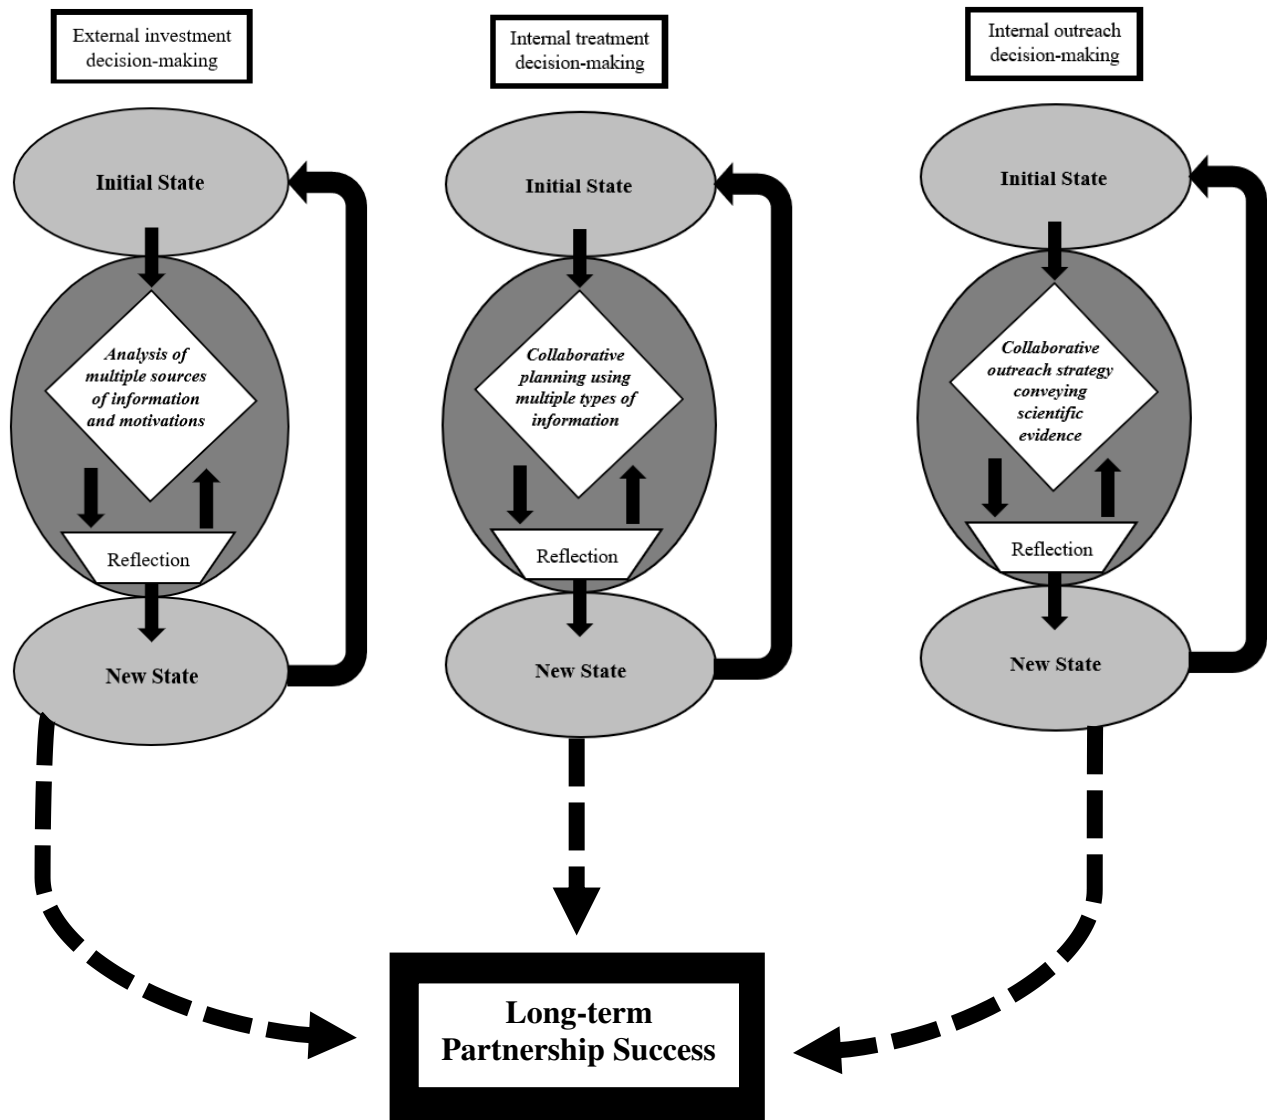 External investment
decision-making
Initial State
Analysis of
multiple sources
of information
and motivations
Reflection
New State
Internal treatment
decision-making
Initial State
Collaborative
planning using
multiple types of
information
Reflection
New State
Internal outreach
decision-making
Initial State
Collaborative
outreach strategy
conveying
scientific
evidence
Reflection
New State
Long-term
Partnership Success